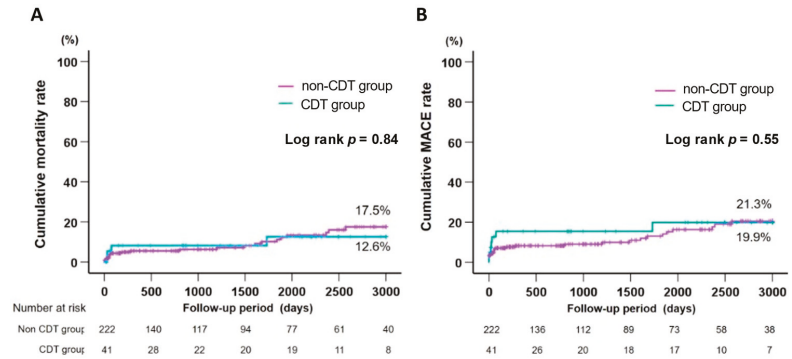 A
(%)
100
80
60
40
20
0
Cumulative mortality rate
non-CDT group
CDT group
Log rank p = 0.84
17.5%
12.6%
0 500 1000 1500 2000 2500 3000
Number at risk
Follow-up period (days)
Non CDT group 222 140 117 94 77 61 40
CDT group 41 28 22 20 19 11 8
B
(%)
100
80
60
40
20
0
Cumulative MACE rate
non-CDT group
CDT group
Log rank p = 0.55
21.3%
19.9%
0 500 1000 1500 2000 2500 3000
Follow-up period (days)
222 136 112 89 73 58 38
41 26 20 18 17 10 7